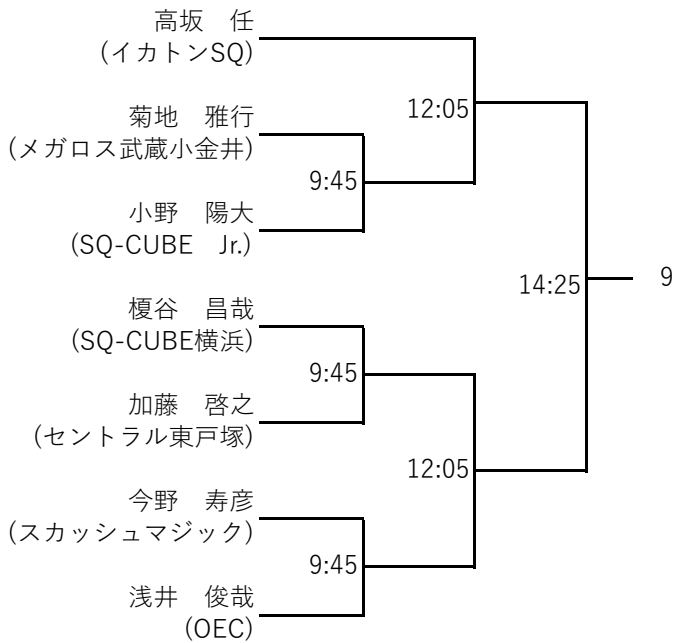 高坂　任
(イカトンSQ)
12:05
菊地　雅行
(メガロス武蔵小金井)
9:45
小野　陽大
(SQ-CUBE　Jr.)
14:25
9
榎谷　昌哉
(SQ-CUBE横浜)
9:45
加藤　啓之
(セントラル東戸塚)
12:05
今野　寿彦
(スカッシュマジック)
9:45
浅井　俊哉
(OEC)